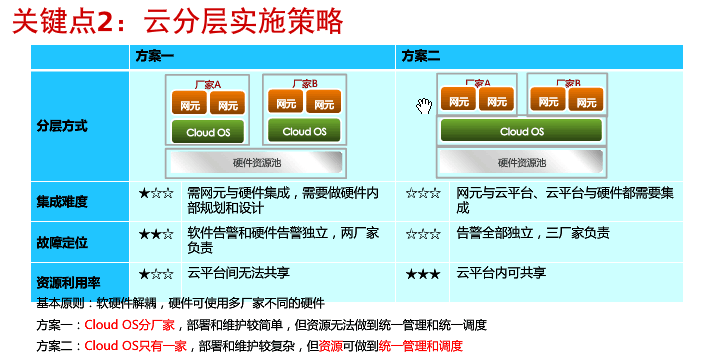 关键点2：云分层实施策略
方案一 方案二
分层方式
厂家A 厂家B 厂家A 厂家B
网元 网元 网元 网元 网元 网元 网元 网元
Cloud OS Cloud OS Cloud OS
硬件资源池 硬件资源池
集成难度 ★☆☆ 需网元与硬件集成，需要做硬件内 ☆☆☆ 网元与云平台、云平台与硬件都需要集
部规划和设计 成
故障定位 ★★☆ 软件告警和硬件告警独立，两厂家 ☆☆☆ 告警全部独立，三厂家负责
负责
资源利用率 ★☆☆ 云平台间无法共享 ★★★ 云平台内可共享
基本原则：软硬件解耦，硬件可使用多厂家不同的硬件
方案一：Cloud OS分厂家，部署和维护较简单，但资源无法做到统一管理和统一调度
方案二：Cloud OS只有一家，部署和维护较复杂，但资源可做到统一管理和调度